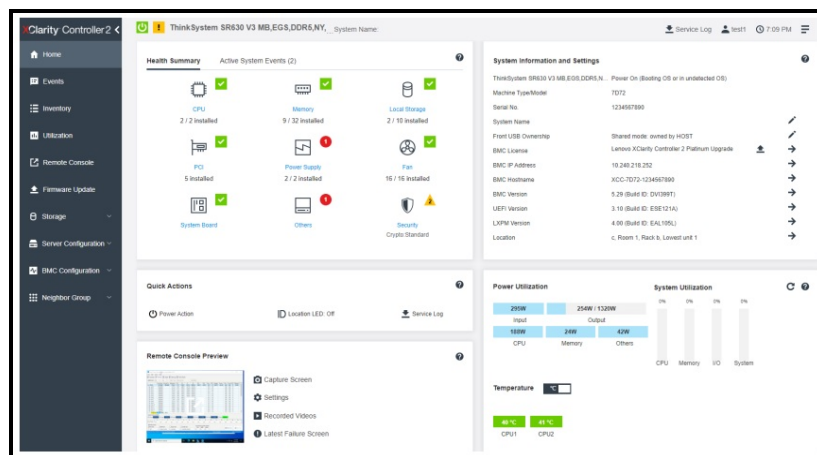 XClarity Controller 2
ThinkSystem SR630 V3 MB,EGS,DDR5,NY,_ System Name:
Service Log test1 7:09 PM
Home
Events
Inventory
Utilization
Remote Console
Firmware Update
Storage
Server Configuration
BMC Configuration
Neighbor Group
Health Summary Active System Events (2)
CPU Memory Local Storage
2 / 2 installed 9 / 32 installed 2 / 10 installed
1
PCI Power Supply Fan
5 installed 2 / 2 installed 16 / 16 installed
1 2
System Board Others Security
Crypto:Standard
System Information and Settings
ThinkSystem SR630 V3 MB,EGS,DDR5,N... Power On (Booting OS or in undetected OS)
Machine Type/Model 7D72
Serial No. 1234567890
System Name
Front USB Ownership Shared mode: owned by HOST
BMC License Lenovo XClarity Controller 2 Platinum Upgrade
BMC IP Address 10.240.218.252
BMC Hostname XCC-7D72-1234567890
BMC Version 5.29 (Build ID: DVI399T)
UEFI Version 3.10 (Build ID: ESE121A)
LXPM Version 4.00 (Build ID: EAL105L)
Location c, Room 1, Rack b, Lowest unit 1
Quick Actions
Power Action Location LED: Off Service Log
Remote Console Preview
Capture Screen
Settings
Recorded Videos
Latest Failure Screen
Power Utilization
295W 254W / 1320W
Input Output
188W 24W 42W
CPU Memory Others
System Utilization
0% 0% 0% 0%
CPU Memory I/O System
Temperature °C
40 °C 41 °C
CPU1 CPU2